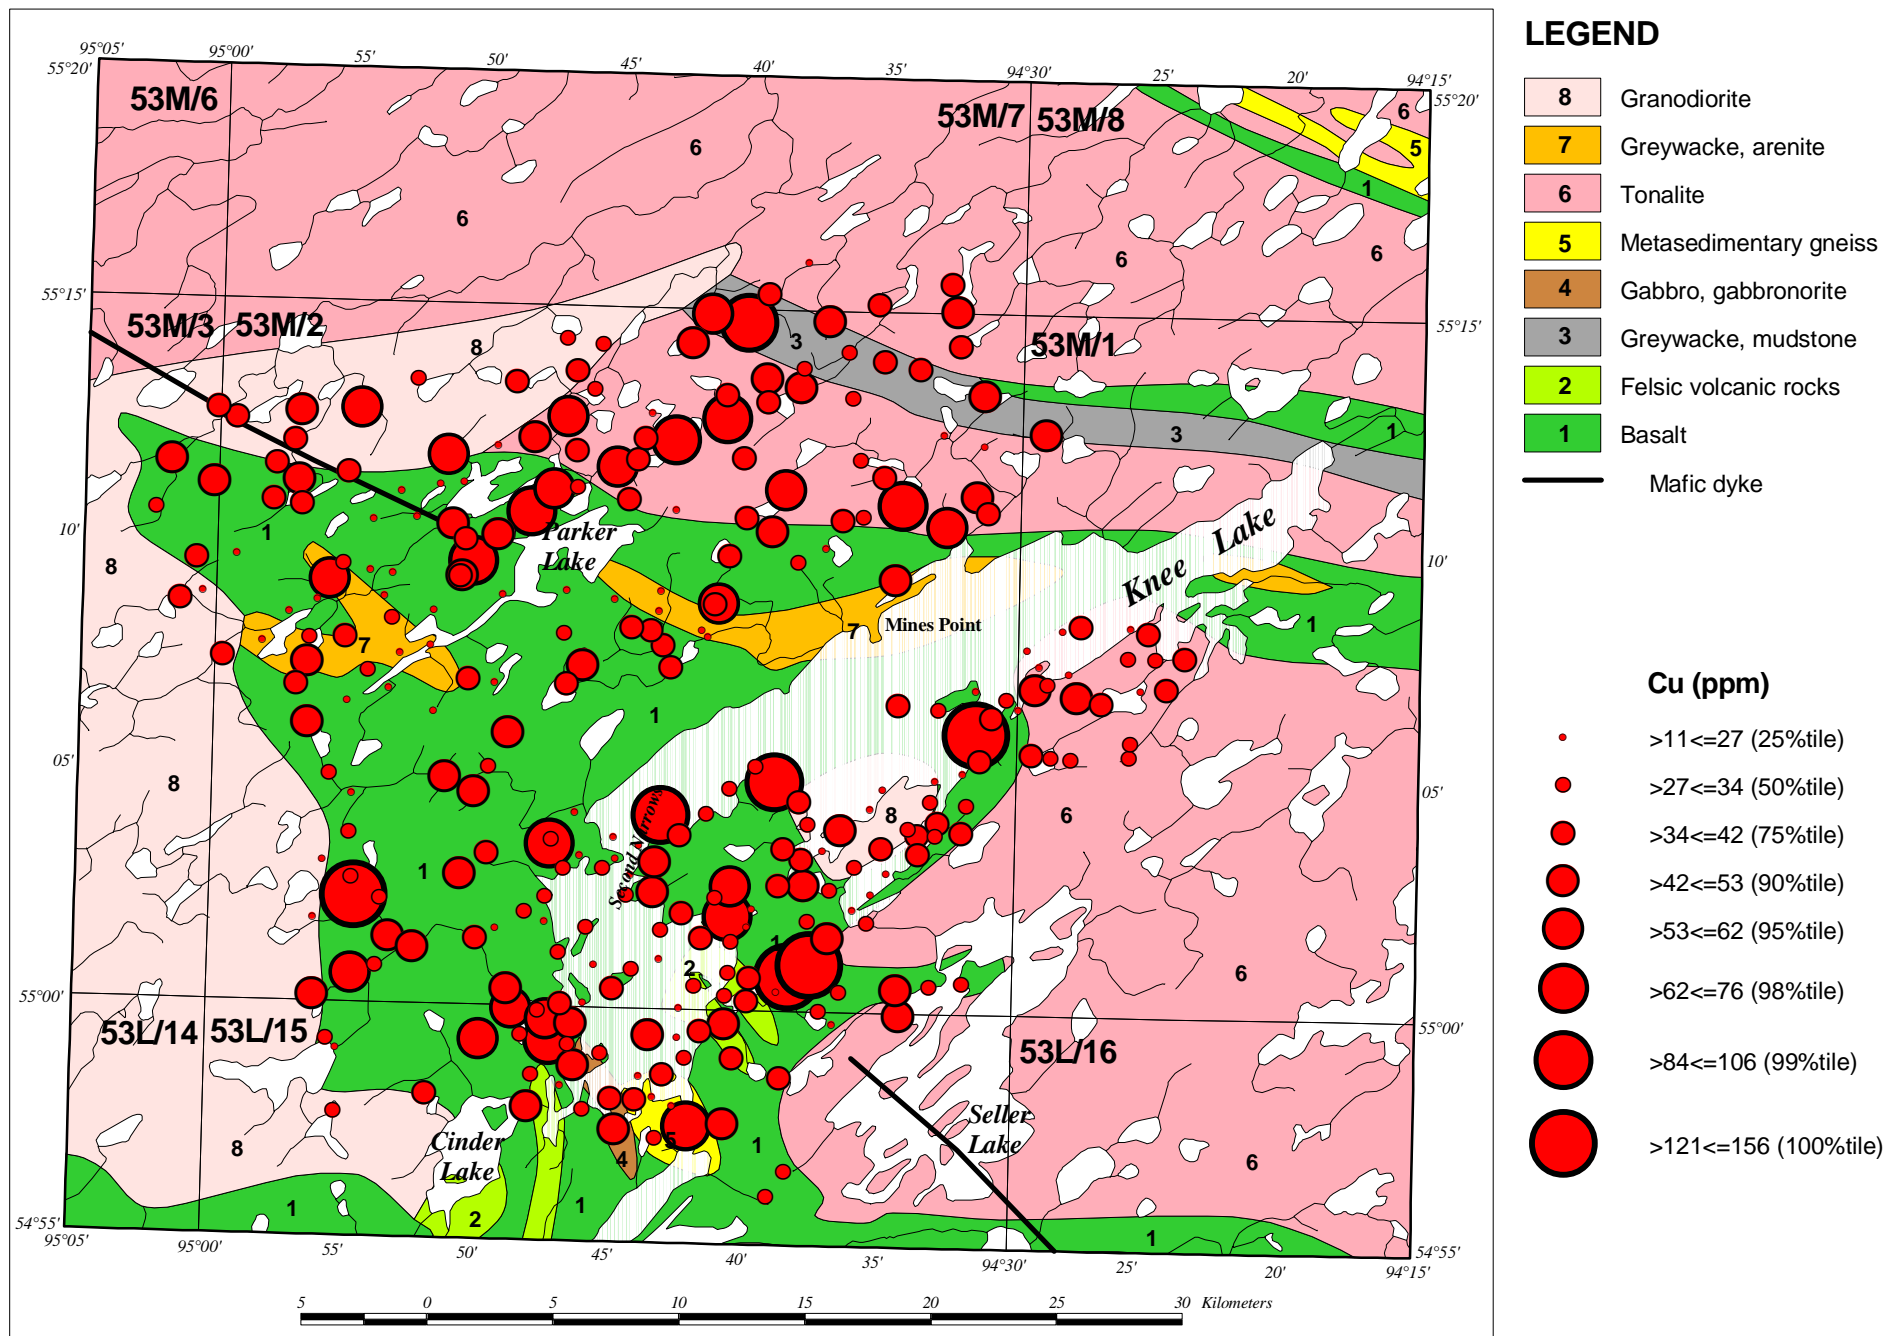 95°05'
95°00'
55'
50'
45'
40'
35'
94°30'
25'
20'
94°15'
55°20'
55°20'
53M/6
53M/7
53M/8
6
5
6
1
6
6
6
6
55°15'
55°15'
53M/3
53M/2
53M/1
8
3
3
1
10'
10'
1
8
Parker
Lake
Knee Lake
7
7
Mines Point
1
1
05'
05'
8
8
6
Second Narrows
1
1
2
6
55°00'
55°00'
53L/14
53L/15
53L/16
Seller
Lake
Cinder
Lake
8
5
4
1
6
1
2
1
1
54°55'
54°55'
95°05'
95°00'
55'
50'
45'
40'
35'
94°30'
25'
20'
94°15'
5
0
5
10
15
20
25
30 Kilometers
LEGEND
8 Granodiorite
7 Greywacke, arenite
6 Tonalite
5 Metasedimentary gneiss
4 Gabbro, gabbronorite
3 Greywacke, mudstone
2 Felsic volcanic rocks
1 Basalt
Mafic dyke
Cu (ppm)
>11<=27 (25%tile)
>27<=34 (50%tile)
>34<=42 (75%tile)
>42<=53 (90%tile)
>53<=62 (95%tile)
>62<=76 (98%tile)
>84<=106 (99%tile)
>121<=156 (100%tile)